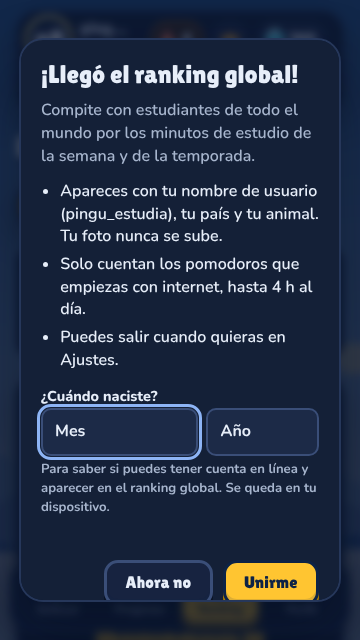 ¡Llegó el ranking global!
Compite con estudiantes de todo el
mundo por los minutos de estudio de
la semana y de la temporada.
• Apareces con tu nombre de usuario
(pingu_estudia), tu país y tu animal.
Tu foto nunca se sube.
• Solo cuentan los pomodoros que
empiezas con internet, hasta 4 h al
día.
• Puedes salir cuando quieras en
Ajustes.
¿Cuándo naciste?
Mes Año
Para saber si puedes tener cuenta en línea y
aparecer en el ranking global. Se queda en tu
dispositivo.
Ahora no Unirme